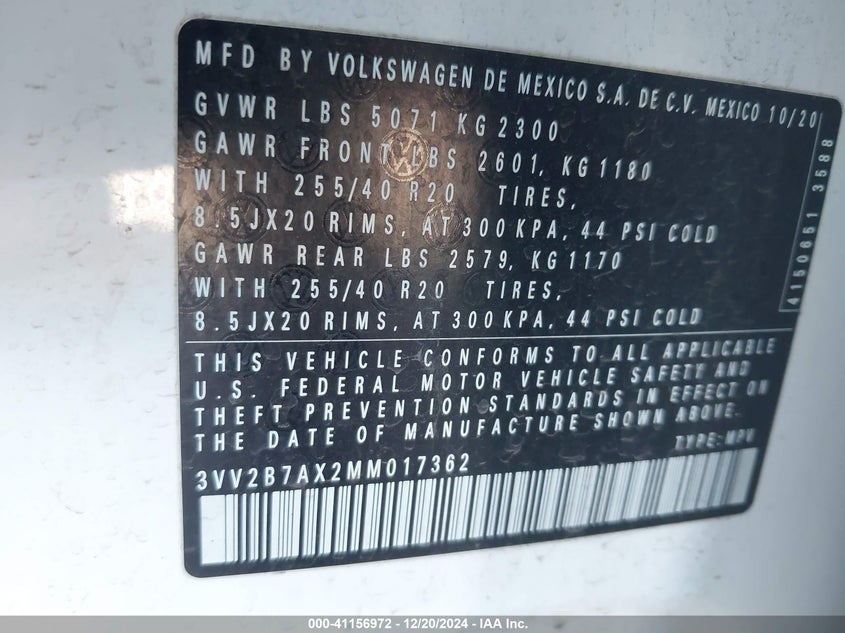 MFD BY VOLKSWAGEN DE MEXICO S.A. DE C.V. MEXICO 10/20
GVWR LBS 5071 KG 2300
GAWR FRONT LBS 2601, KG 1180
WITH 255/40 R20 TIRES,
8.5JX20 RIMS, AT 300 KPA, 44 PSI COLD
GAWR REAR LBS 2579, KG 1170
WITH 255/40 R20 TIRES,
8.5JX20 RIMS, AT 300 KPA, 44 PSI COLD
4150651 3588
THIS VEHICLE CONFORMS TO ALL APPLICABLE
U.S. FEDERAL MOTOR VEHICLE SAFETY AND
THEFT PREVENTION STANDARDS IN EFFECT ON
THE DATE OF MANUFACTURE SHOWN ABOVE.
TYPE: MPV
3VV2B7AX2MM017362
000-41156972 - 12/20/2024 - IAA Inc.